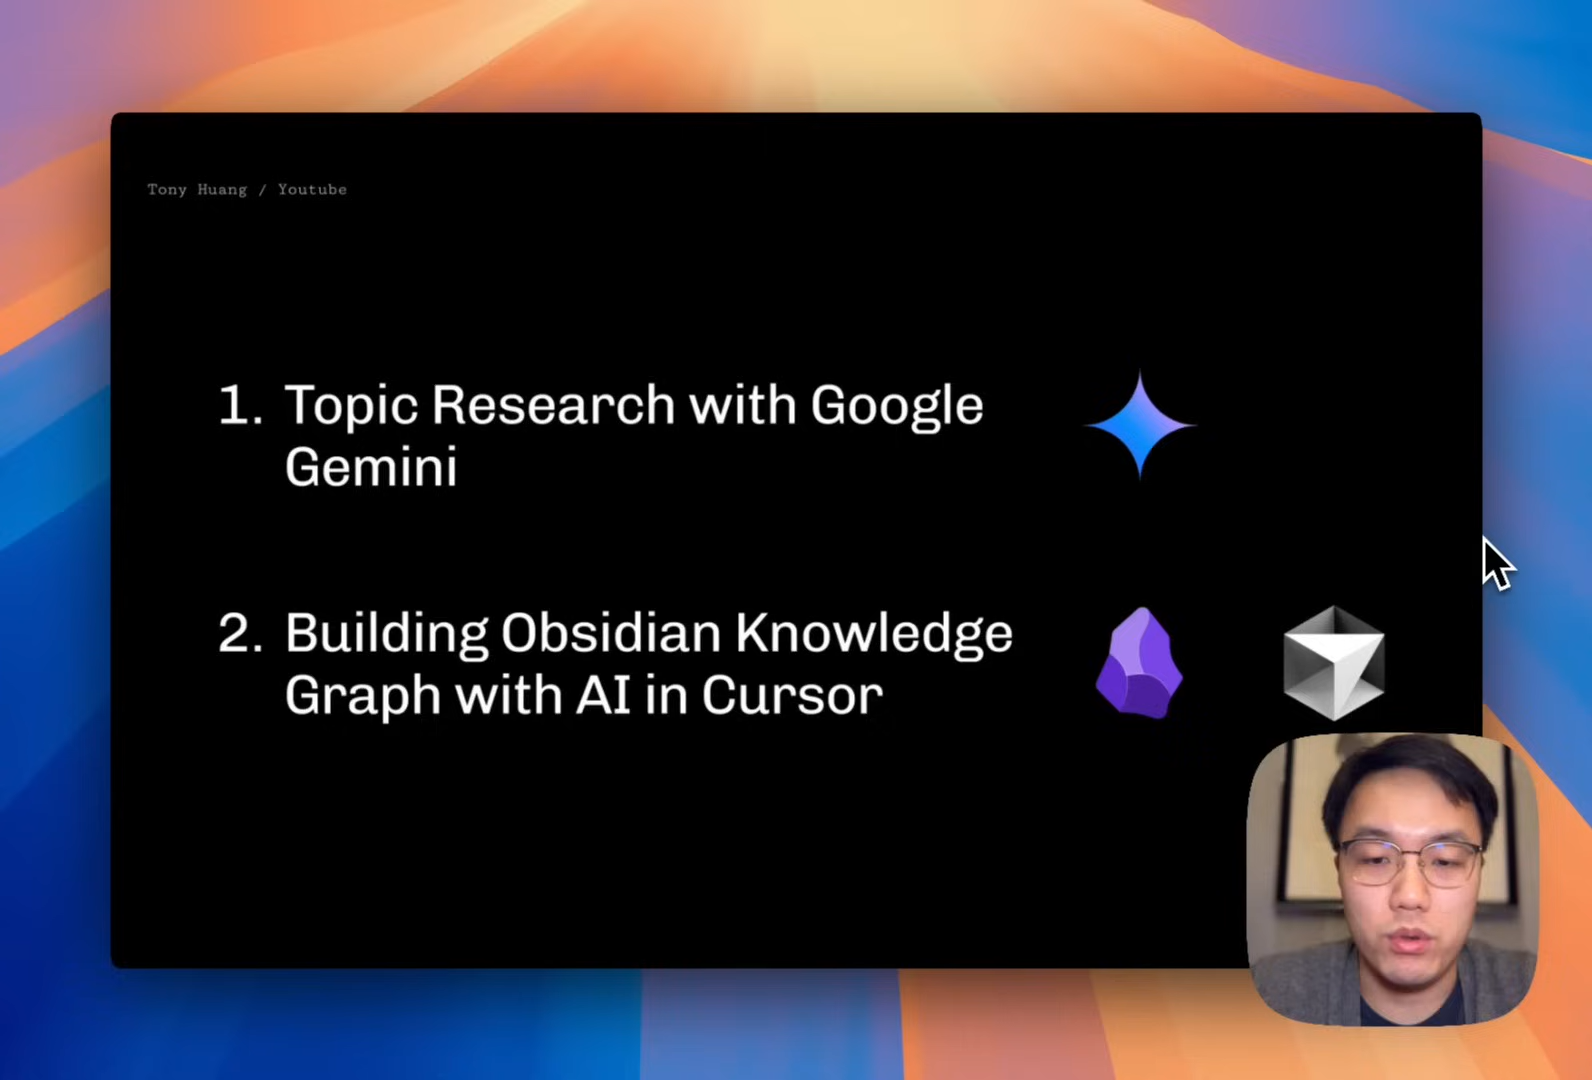 Tony Huang / Youtube
1. Topic Research with Google
Gemini
2. Building Obsidian Knowledge
Graph with AI in Cursor